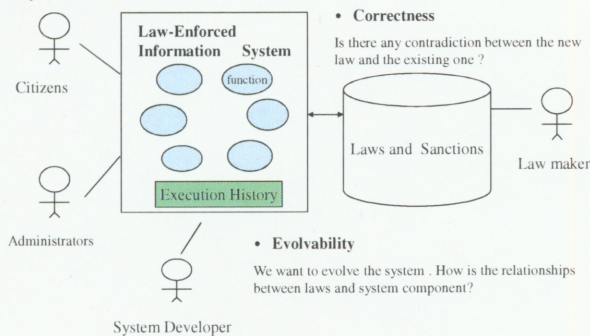 Law-Enforced
Information System
function
Execution History
Citizens
Administrators
System Developer
• Correctness
Is there any contradiction between the new
law and the existing one ?
Laws and Sanctions
Law maker
• Evolvability
We want to evolve the system . How is the relationships
between laws and system component?